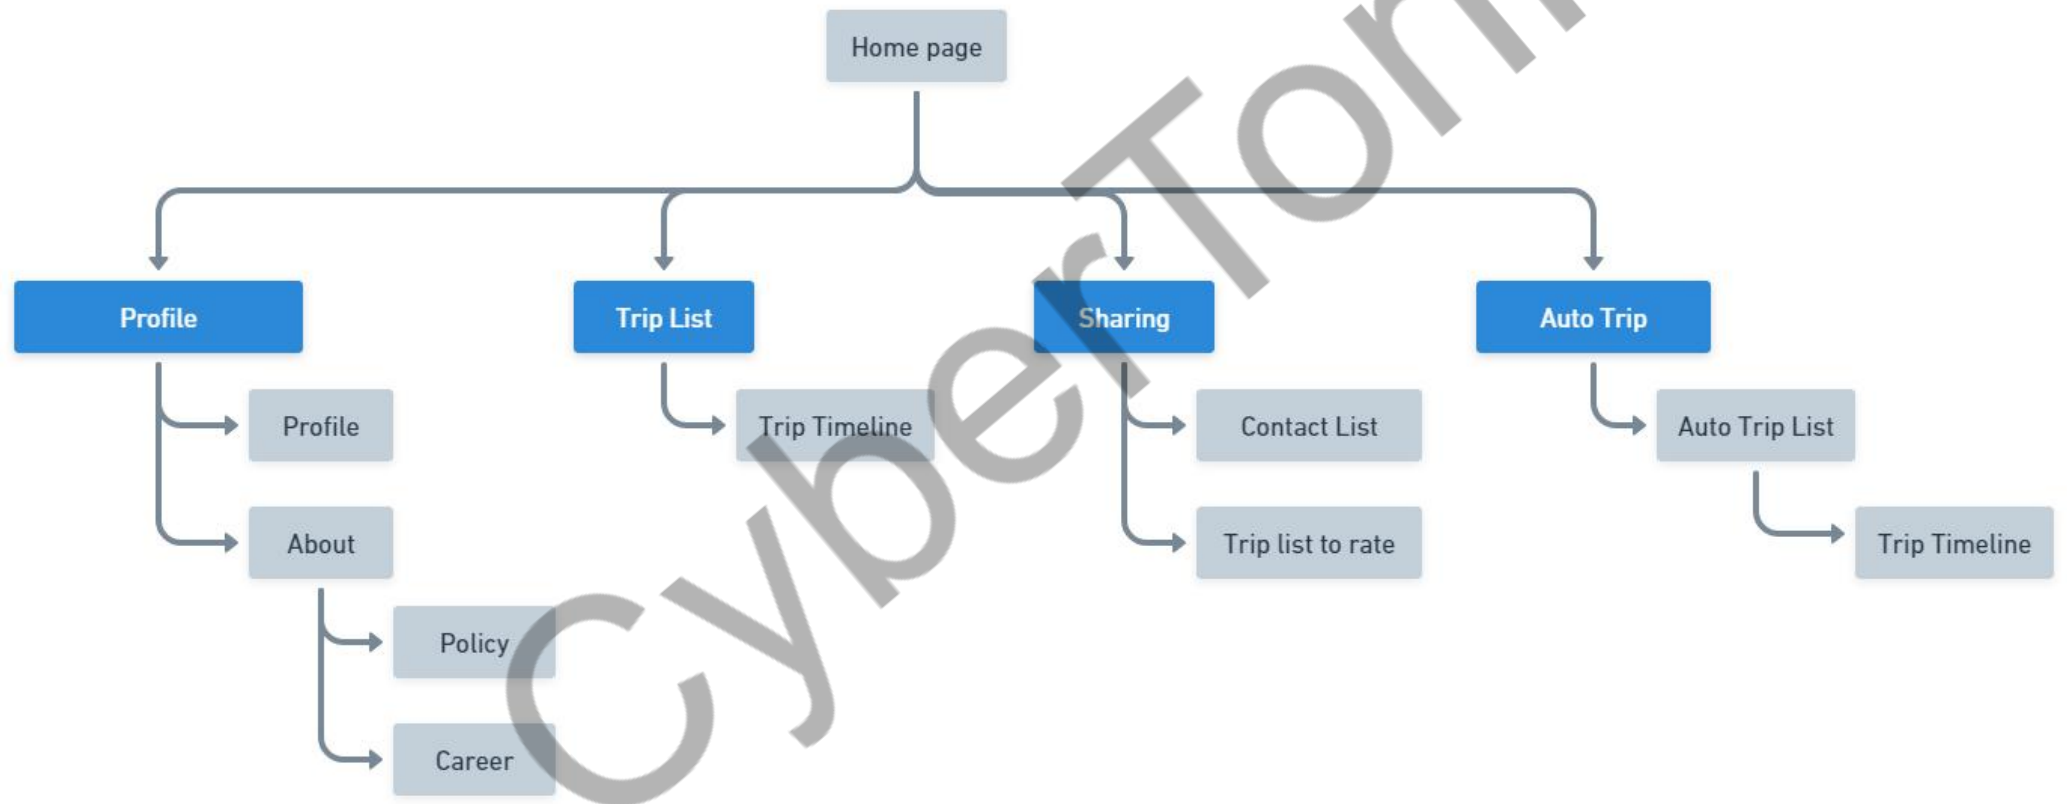 Home page
Profile
Trip List
Sharing
Auto Trip
Profile
Trip Timeline
Contact List
Auto Trip List
About
Trip list to rate
Trip Timeline
Policy
Career